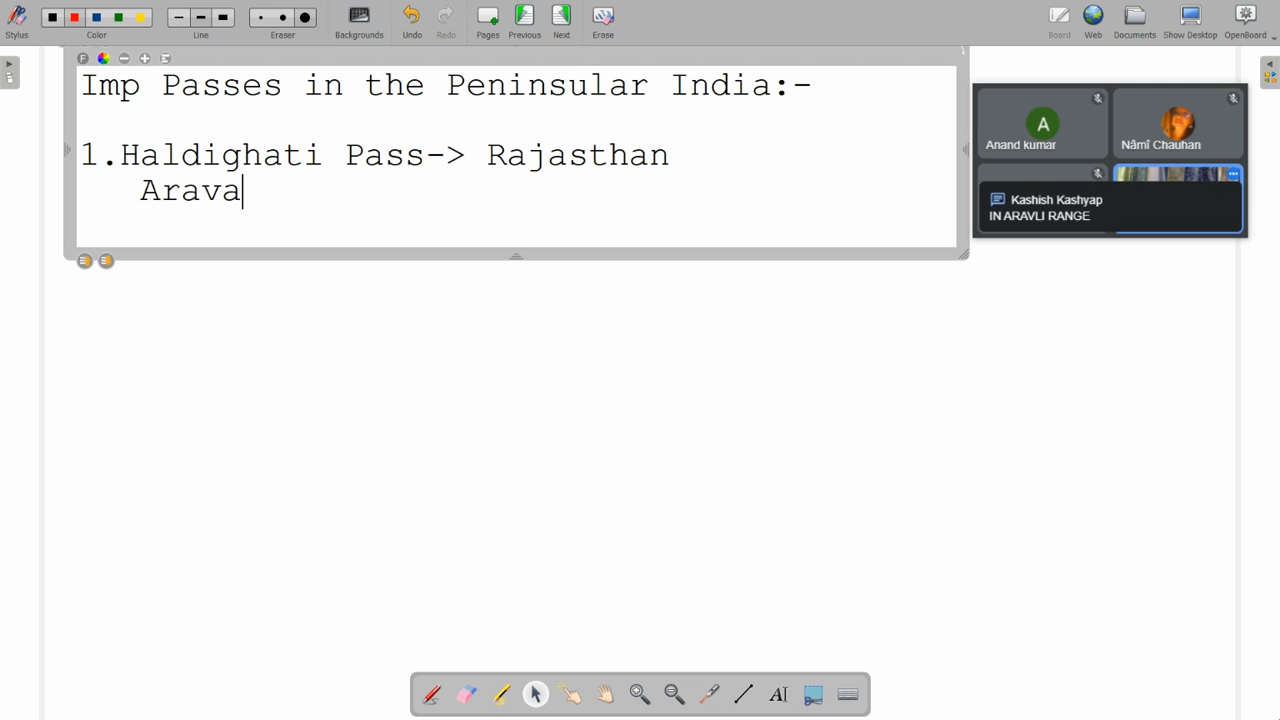 Stylus
Color
Line
Eraser
Backgrounds
Undo
Redo
Pages
Previous
Next
Erase
Board
Web
Documents
Show Desktop
OpenBoard
Imp Passes in the Peninsular India:-
1.Haldighati Pass-> Rajasthan
Arava
A
Anand kumar
Nâmî Chauhan
Kashish Kashyap
IN ARAVLI RANGE